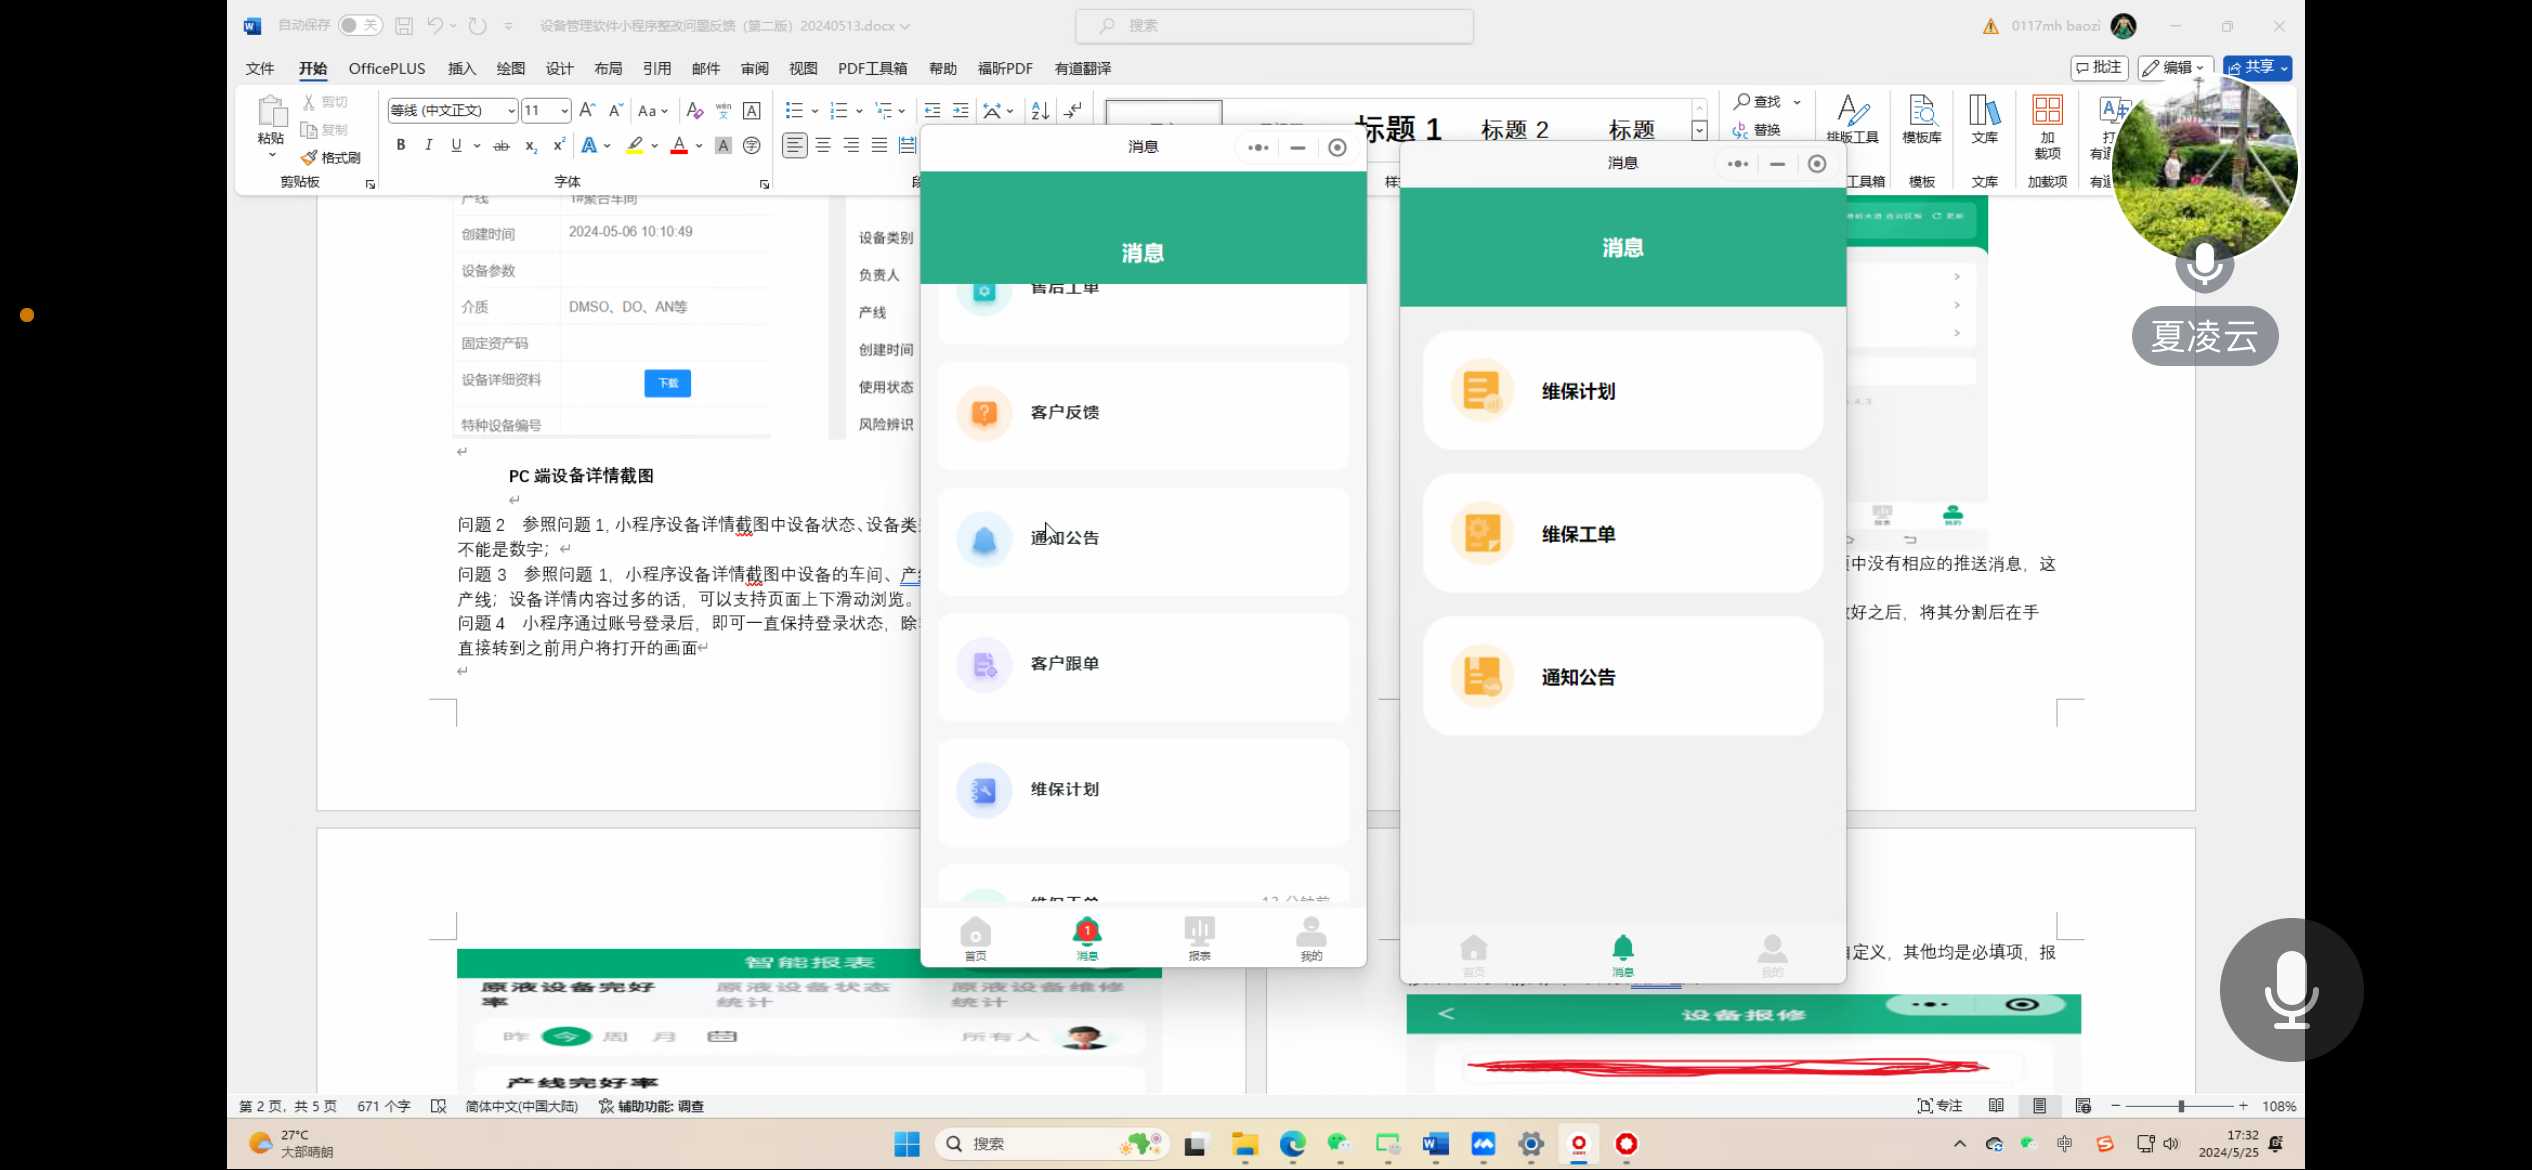 自动保存 关 设备管理软件小程序整改问题反馈（第二版）20240513.docx
搜索
0117mh baozi
文件 开始 OfficePLUS 插入 绘图 设计 布局 引用 邮件 审阅 视图 PDF工具箱 帮助 福昕PDF 有道翻译
批注 编辑 共享
粘贴 剪切 复制 格式刷
剪贴板
等线 (中文正文) 11
字体
标题 1 标题 2 标题
查找
替换
排版工具 模板库 文库 加载项
工具箱 模板 文库 加载项
夏凌云
产线 1#聚合车间
创建时间 2024-05-06 10:10:49
设备参数
介质 DMSO、DO、AN等
固定资产码
设备详细资料 下载
特种设备编号
设备类别
负责人
产线
创建时间
使用状态
风险辨识
PC 端设备详情截图
问题 2 参照问题 1, 小程序设备详情截图中设备状态、设备类
不能是数字；
问题 3 参照问题 1，小程序设备详情截图中设备的车间、产
产线；设备详情内容过多的话，可以支持页面上下滑动浏览。
问题 4 小程序通过账号登录后，即可一直保持登录状态，除
直接转到之前用户将打开的画面
智能报表
原液设备完好率 原液设备状态统计 原液设备维修统计
昨 今 周 月 所有人
产线完好率
消息
消息
售后工单
客户反馈
通知公告
客户跟单
维保计划
维保工单 13 分钟前
首页 1 消息 报表 我的
消息
消息
维保计划
维保工单
通知公告
首页 消息 我的
更新
报表 我的
中没有相应的推送消息，这
好之后，将其分割后在手
定义，其他均是必填项，报
设备报修
第 2 页，共 5 页 671 个字 简体中文(中国大陆) 辅助功能: 调查
专注 108%
27°C
大部晴朗
搜索
中
17:32
2024/5/25